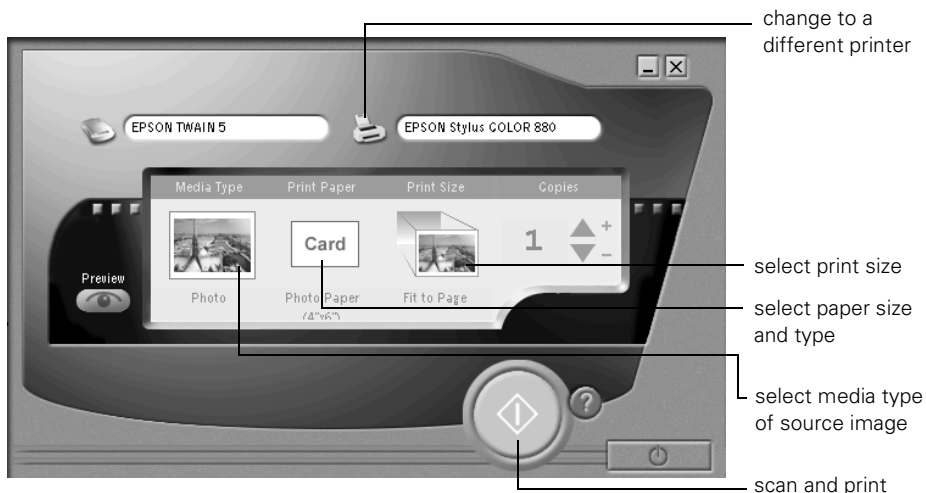 change to a
different printer
EPSON TWAIN 5
EPSON Stylus COLOR 880
Media Type
Print Paper
Print Size
Copies
Card
1
+
–
Preview
Photo
Photo Paper
(4"x6")
Fit to Page
select print size
select paper size
and type
select media type
of source image
?
scan and print